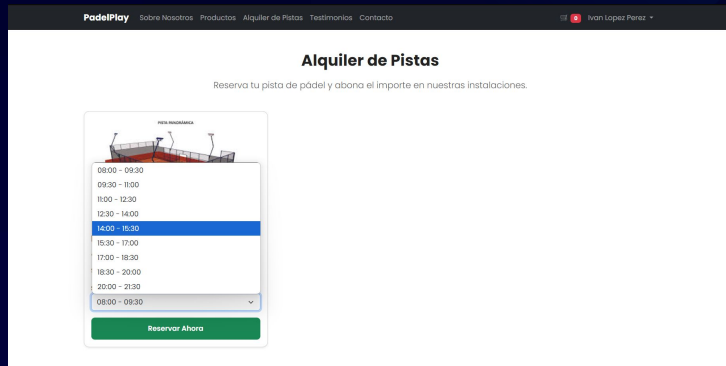 PadelPlay Sobre Nosotros Productos Alquiler de Pistas Testimonios Contacto 0 Ivan Lopez Perez
Alquiler de Pistas
Reserva tu pista de pádel y abona el importe en nuestras instalaciones.
PISTA PANORÁMICA
08:00 - 09:30
09:30 - 11:00
11:00 - 12:30
12:30 - 14:00
14:00 - 15:30
15:30 - 17:00
17:00 - 18:30
18:30 - 20:00
20:00 - 21:30
08:00 - 09:30
Reservar Ahora